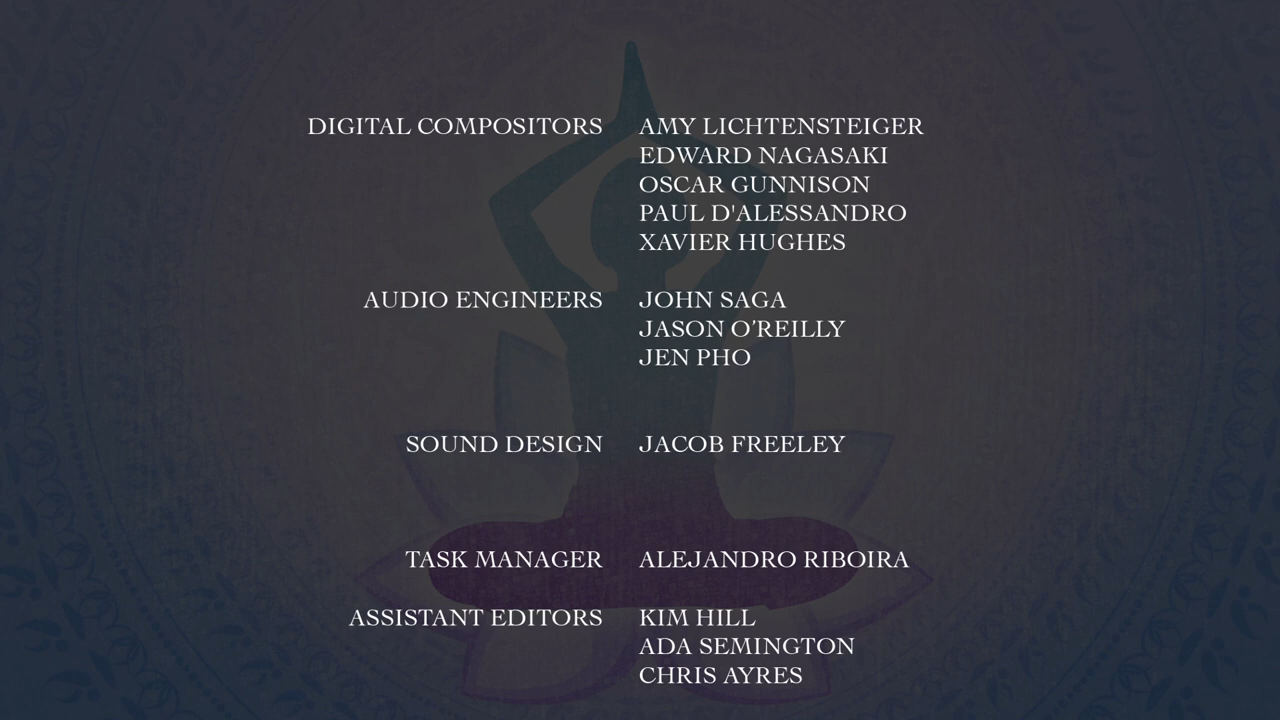 DIGITAL COMPOSITORS AMY LICHTENSTEIGER
EDWARD NAGASAKI
OSCAR GUNNISON
PAUL D'ALESSANDRO
XAVIER HUGHES
AUDIO ENGINEERS JOHN SAGA
JASON O'REILLY
JEN PHO
SOUND DESIGN JACOB FREELEY
TASK MANAGER ALEJANDRO RIBOIRA
ASSISTANT EDITORS KIM HILL
ADA SEMINGTON
CHRIS AYRES